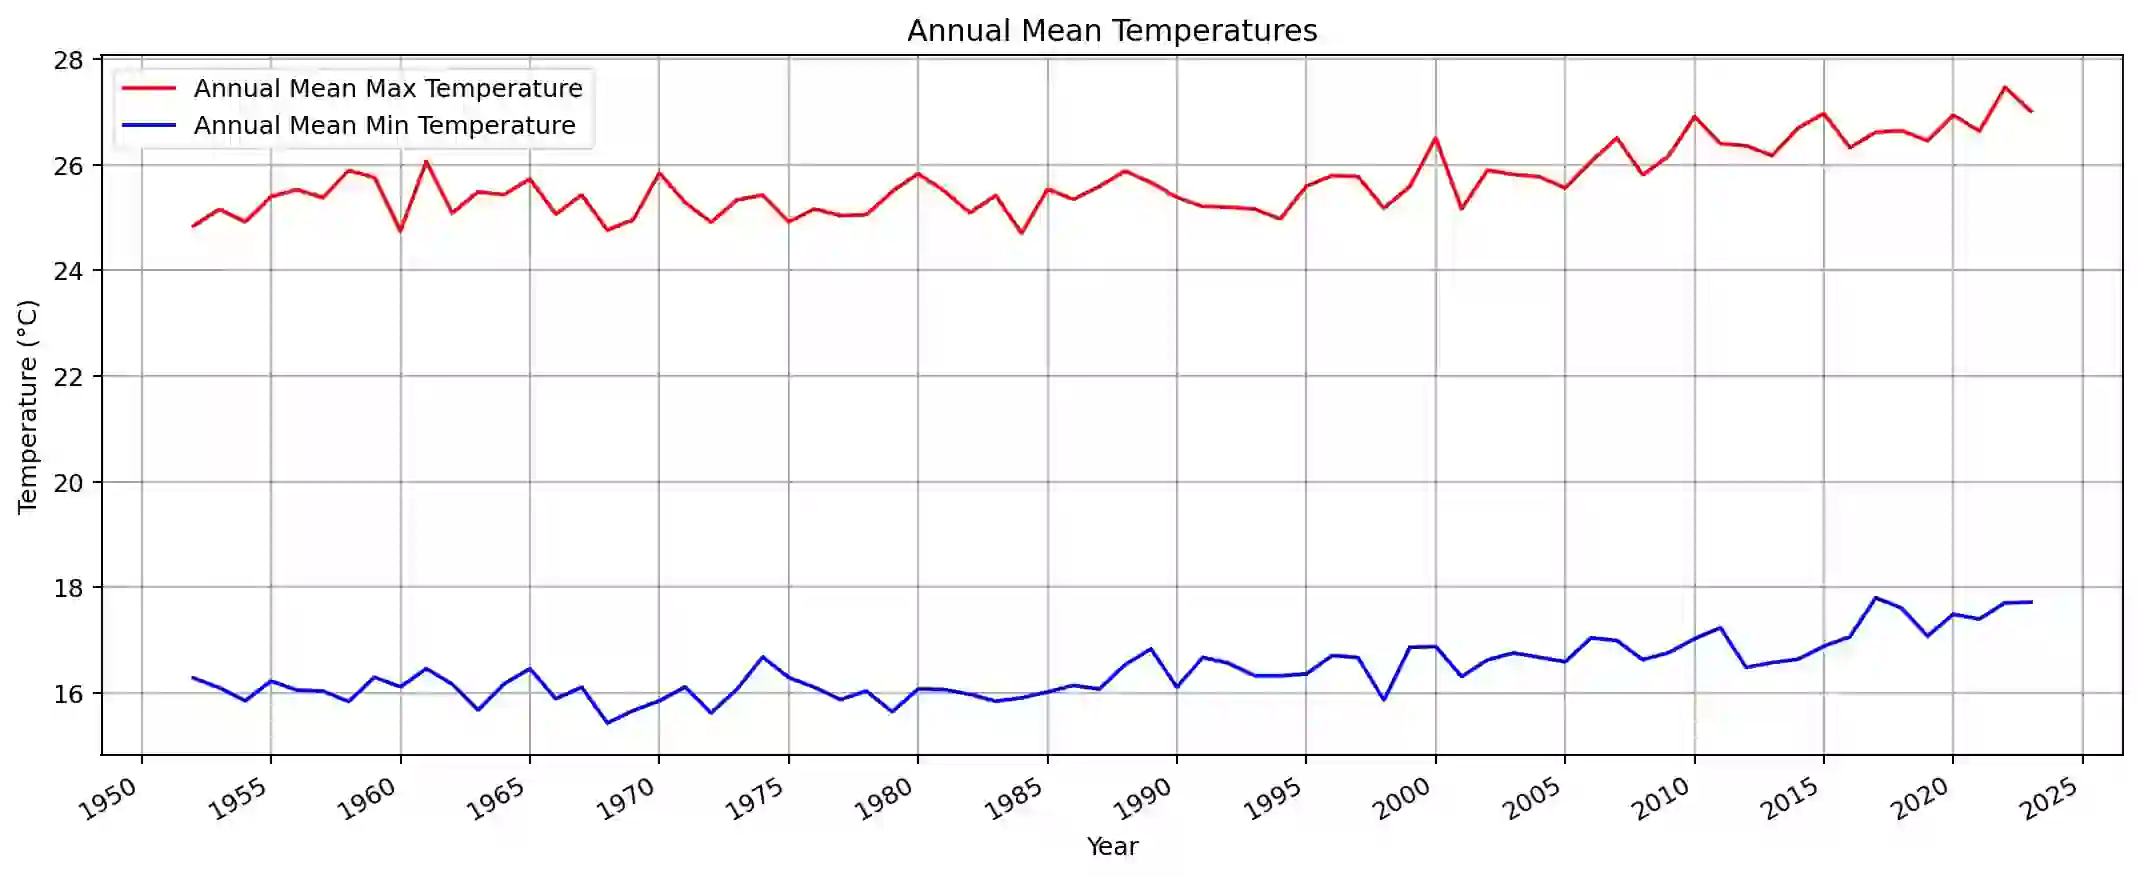 Annual Mean Temperatures
28
Annual Mean Max Temperature
Annual Mean Min Temperature
26
24
22
20
18
16
Temperature (°C)
1950 1955 1960 1965 1970 1975 1980 1985 1990 1995 2000 2005 2010 2015 2020 2025
Year